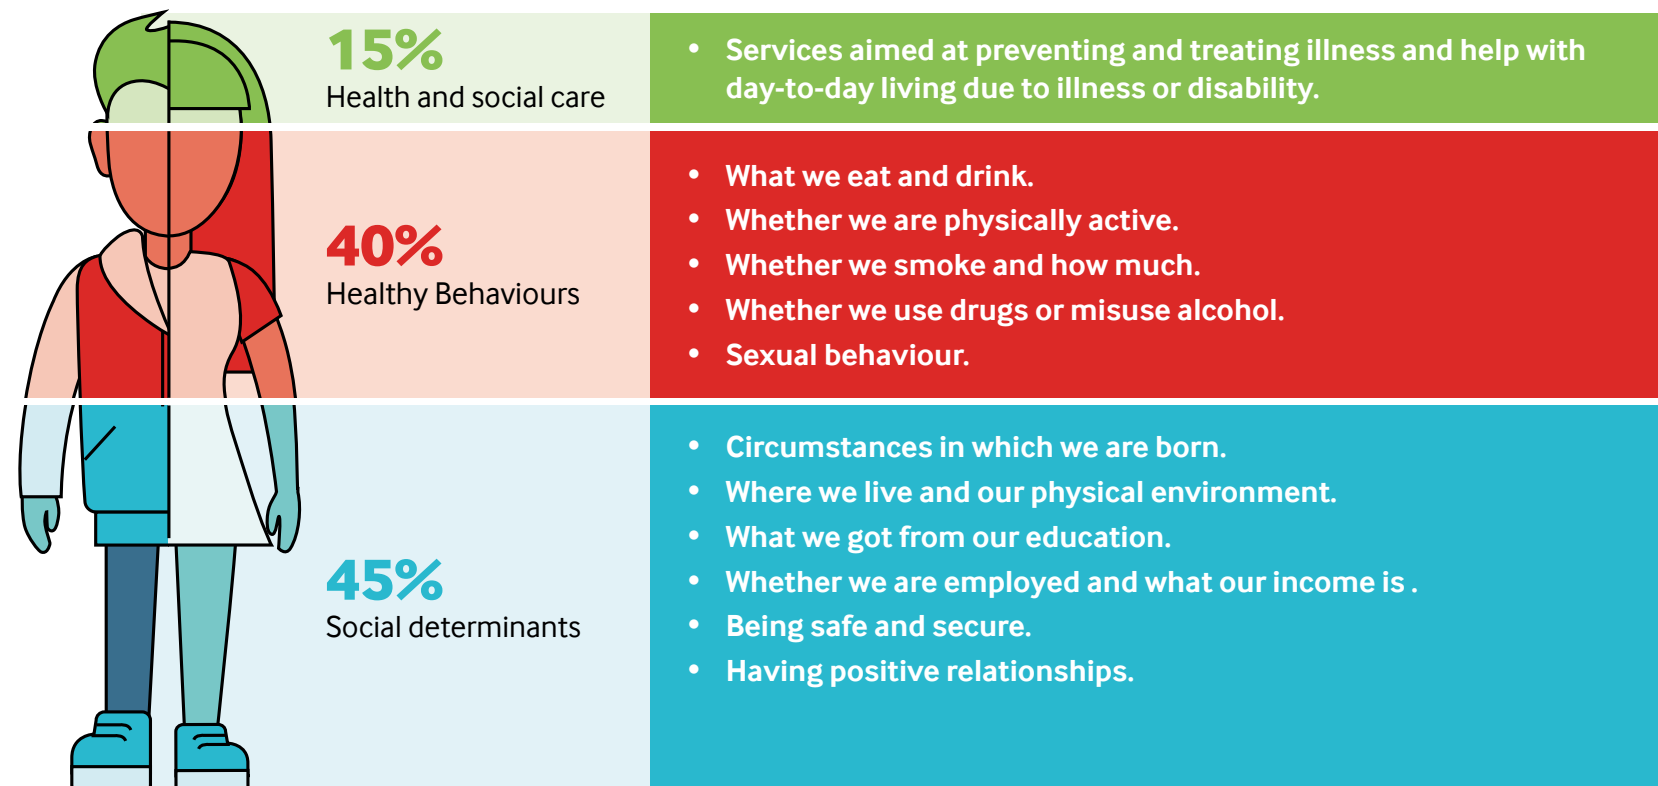 15%
Health and social care
• Services aimed at preventing and treating illness and help with
day-to-day living due to illness or disability.
40%
Healthy Behaviours
• What we eat and drink.
• Whether we are physically active.
• Whether we smoke and how much.
• Whether we use drugs or misuse alcohol.
• Sexual behaviour.
45%
Social determinants
• Circumstances in which we are born.
• Where we live and our physical environment.
• What we got from our education.
• Whether we are employed and what our income is .
• Being safe and secure.
• Having positive relationships.